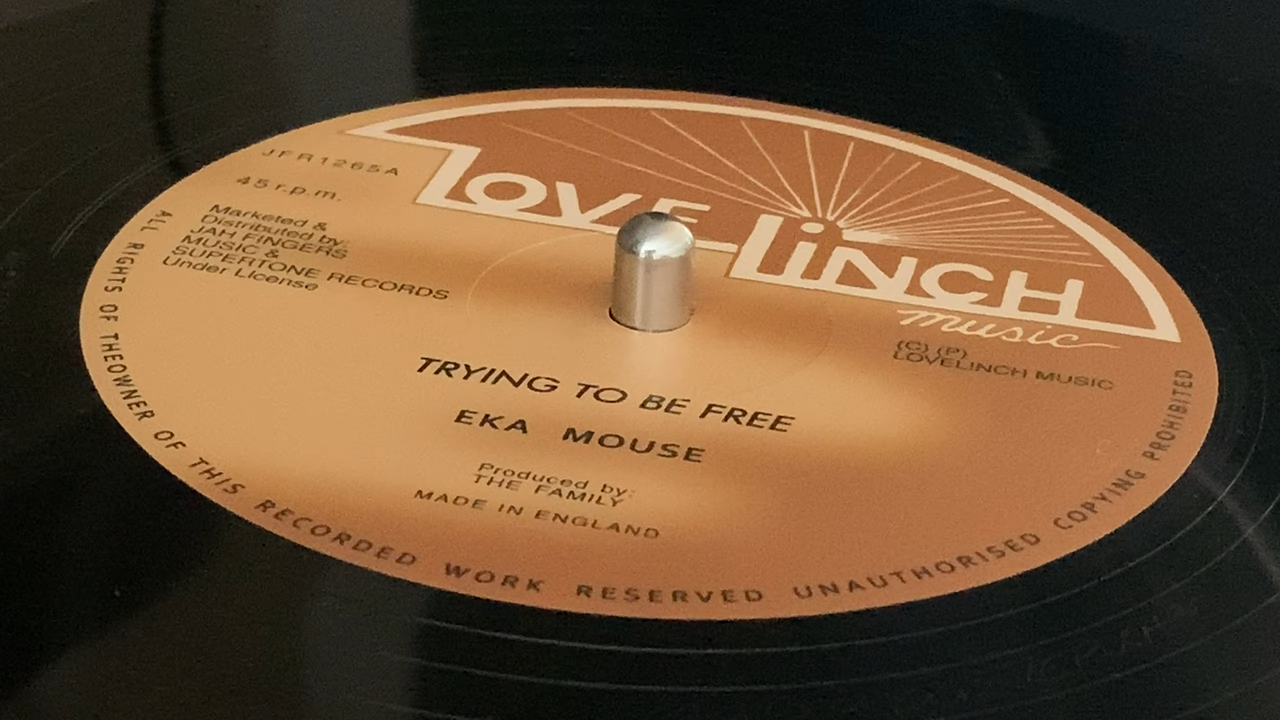 LOVE LiNCH
music
JFR1265A
45 r.p.m.
Marketed &
Distributed by:
JAH FINGERS
MUSIC &
SUPERTONE RECORDS
Under License
(C) (P)
LOVELINCH MUSIC
TRYING TO BE FREE
EKA MOUSE
Produced by:
THE FAMILY
MADE IN ENGLAND
ALL RIGHTS OF THEOWNER OF THIS RECORDED WORK RESERVED UNAUTHORISED COPYING PROHIBITED